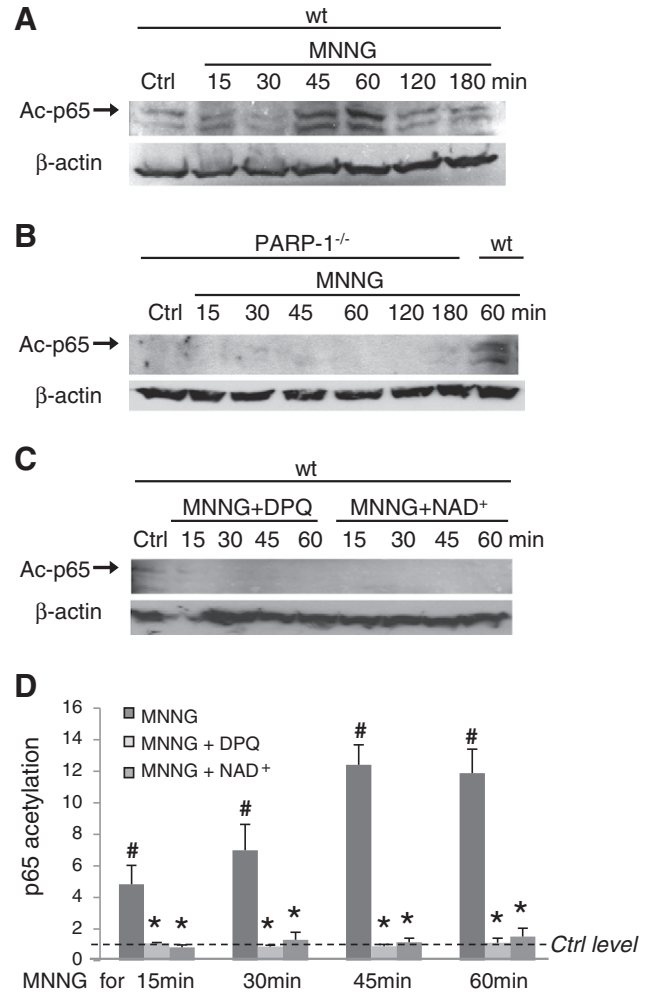 A
wt
MNNG
Ctrl 15 30 45 60 120 180 min
Ac-p65
β-actin
B
PARP-1-/- wt
MNNG
Ctrl 15 30 45 60 120 180 60 min
Ac-p65
β-actin
C
wt
MNNG+DPQ MNNG+NAD+
Ctrl 15 30 45 60 15 30 45 60 min
Ac-p65
β-actin
D
p65 acetylation
16
14
12
10
8
6
4
2
0
MNNG
MNNG + DPQ
MNNG + NAD+
# # # #
* * * * * * * *
Ctrl level
MNNG for 15min 30min 45min 60min